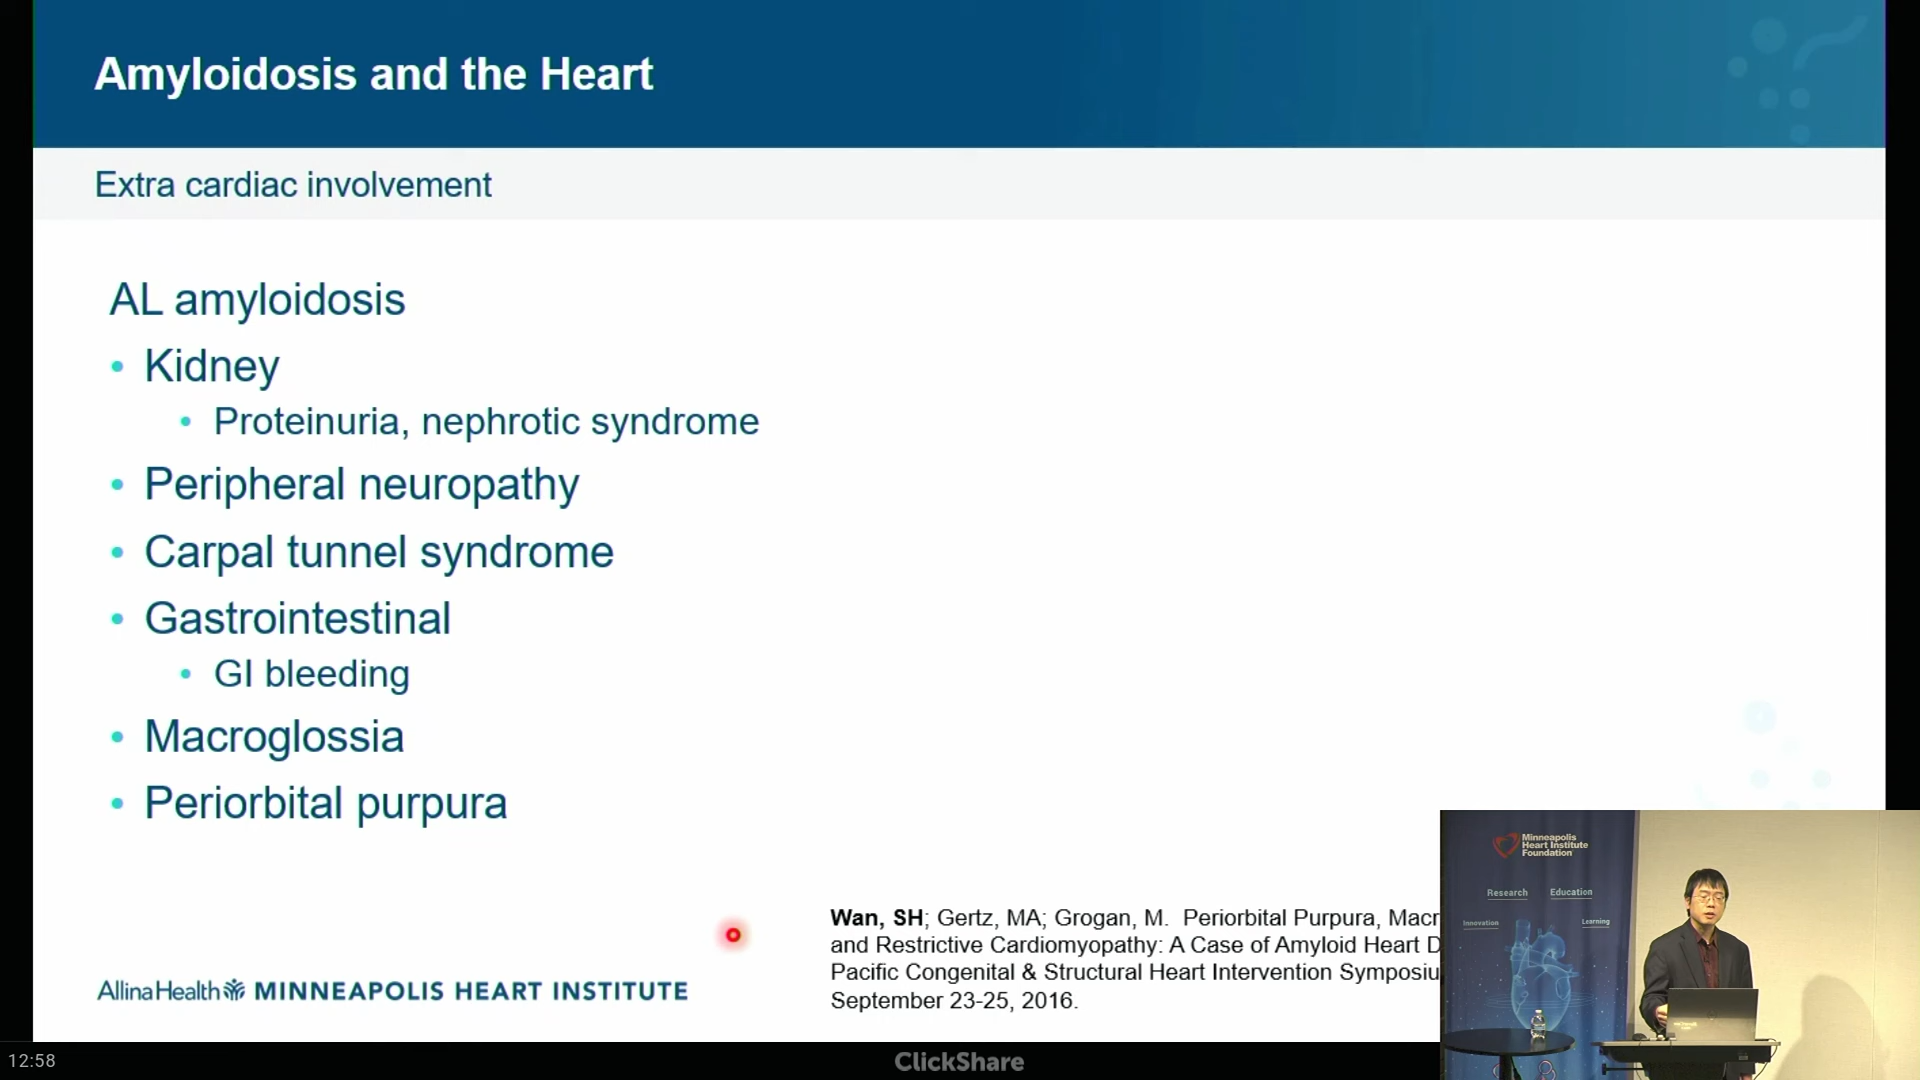 Amyloidosis and the Heart
Extra cardiac involvement
AL amyloidosis
• Kidney
• Proteinuria, nephrotic syndrome
• Peripheral neuropathy
• Carpal tunnel syndrome
• Gastrointestinal
• GI bleeding
• Macroglossia
• Periorbital purpura
Wan, SH; Gertz, MA; Grogan, M. Periorbital Purpura, Macr
and Restrictive Cardiomyopathy: A Case of Amyloid Heart D
Pacific Congenital & Structural Heart Intervention Symposiu
September 23-25, 2016.
AllinaHealth MINNEAPOLIS HEART INSTITUTE
Minneapolis
Heart Institute
Foundation
Research Education
Innovation Learning
12:58
ClickShare